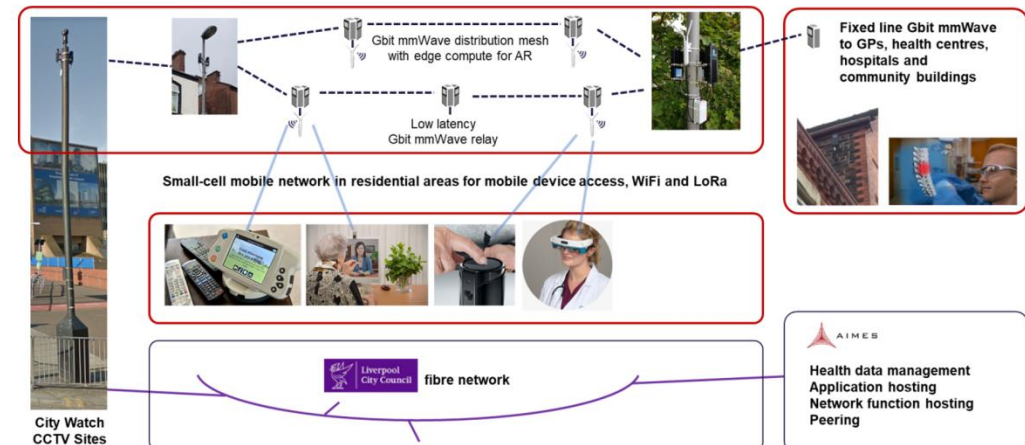 Gbit mmWave distribution mesh
with edge compute for AR
Low latency
Gbit mmWave relay
Fixed line Gbit mmWave
to GPs, health centres,
hospitals and
community buildings
Small-cell mobile network in residential areas for mobile device access, WiFi and LoRa
Liverpool
City Council
fibre network
AIMES
Health data management
Application hosting
Network function hosting
Peering
City Watch
CCTV Sites